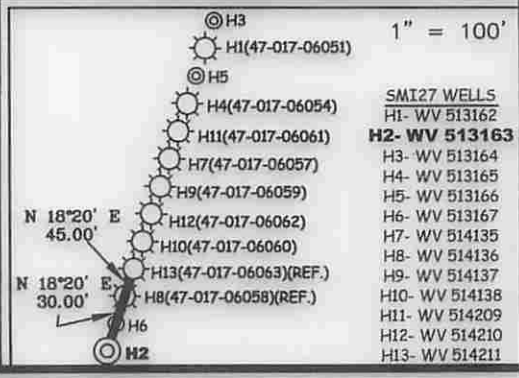 H3
1" = 100'
H1(47-017-06051)
H5
H4(47-017-06054)
H11(47-017-06061)
H7(47-017-06057)
H9(47-017-06059)
H12(47-017-06062)
H10(47-017-06060)
H13(47-017-06063)(REF.)
H8(47-017-06058)(REF.)
H6
H2
N 18°20' E
45.00'
N 18°20' E
30.00'
SMI27 WELLS
H1- WV 513162
H2- WV 513163
H3- WV 513164
H4- WV 513165
H5- WV 513166
H6- WV 513167
H7- WV 514135
H8- WV 514136
H9- WV 514137
H10- WV 514138
H11- WV 514209
H12- WV 514210
H13- WV 514211